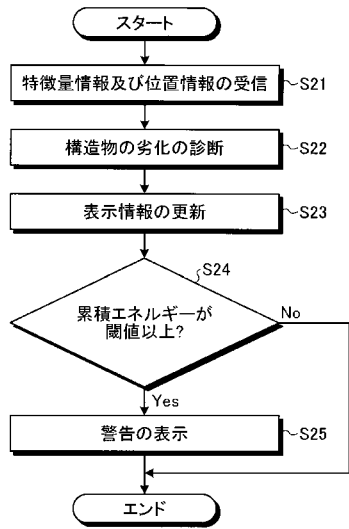 スタート
特徴量情報及び位置情報の受信
S21
構造物の劣化の診断
S22
表示情報の更新
S23
S24
累積エネルギーが
閾値以上?
No
Yes
警告の表示
S25
エンド